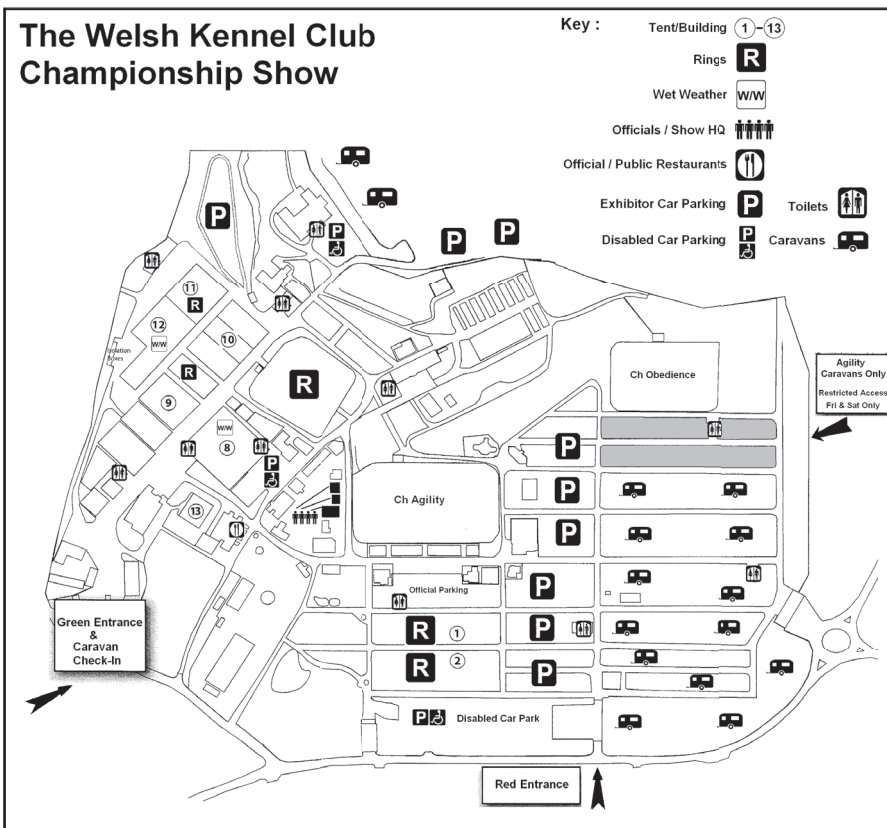 The Welsh Kennel Club
Championship Show
Key :
Tent/Building 1 - 13
Rings R
Wet Weather W/W
Officials / Show HQ
Official / Public Restaurants
Exhibitor Car Parking P
Toilets
Disabled Car Parking P
Caravans
P
P
P
P
11
R
12
W/W
10
Isolation
Boxes
R
R
9
W/W
8
P
13
Ch Obedience
Agility
Caravans Only
Restricted Access
Fri & Sat Only
P
Ch Agility
P
P
Official Parking
P
Green Entrance
&
Caravan
Check-In
R 1
P
R 2
P
P
Disabled Car Park
Red Entrance